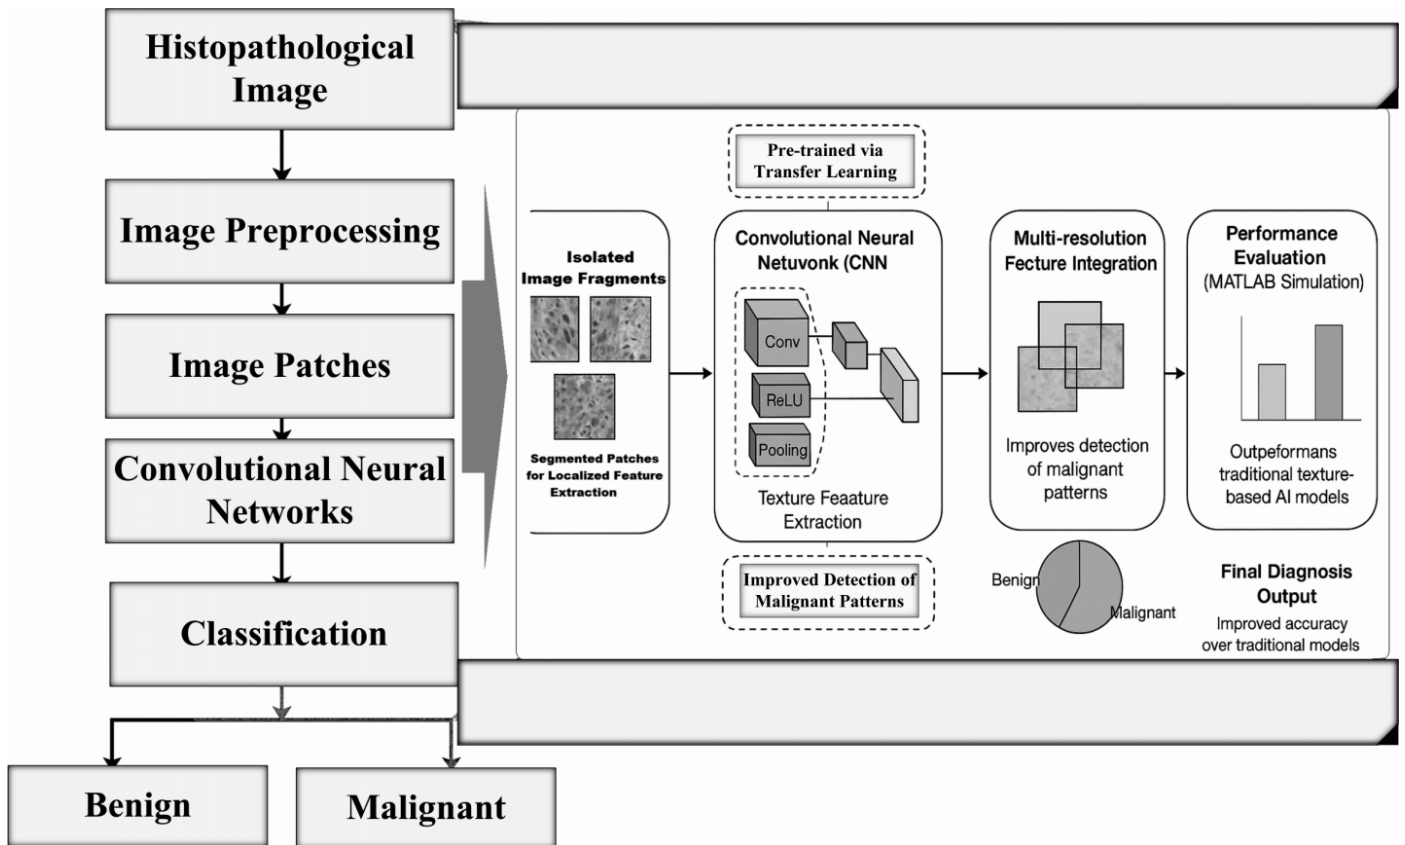 Histopathological
Image
Image Preprocessing
Image Patches
Convolutional Neural
Networks
Classification
Benign
Malignant
Pre-trained via
Transfer Learning
Isolated
Image Fragments
Segmented Patches
for Localized Feature
Extraction
Convolutional Neural
Netuvonk (CNN
Conv
ReLU
Pooling
Texture Feaature
Extraction
Improved Detection of
Malignant Patterns
Multi-resolution
Fecture Integration
Improves detection
of malignant
patterns
Benign
Malignant
Performance
Evaluation
(MATLAB Simulation)
Outpeformans
traditional texture-
based AI models
Final Diagnosis
Output
Improved accuracy
over traditional models